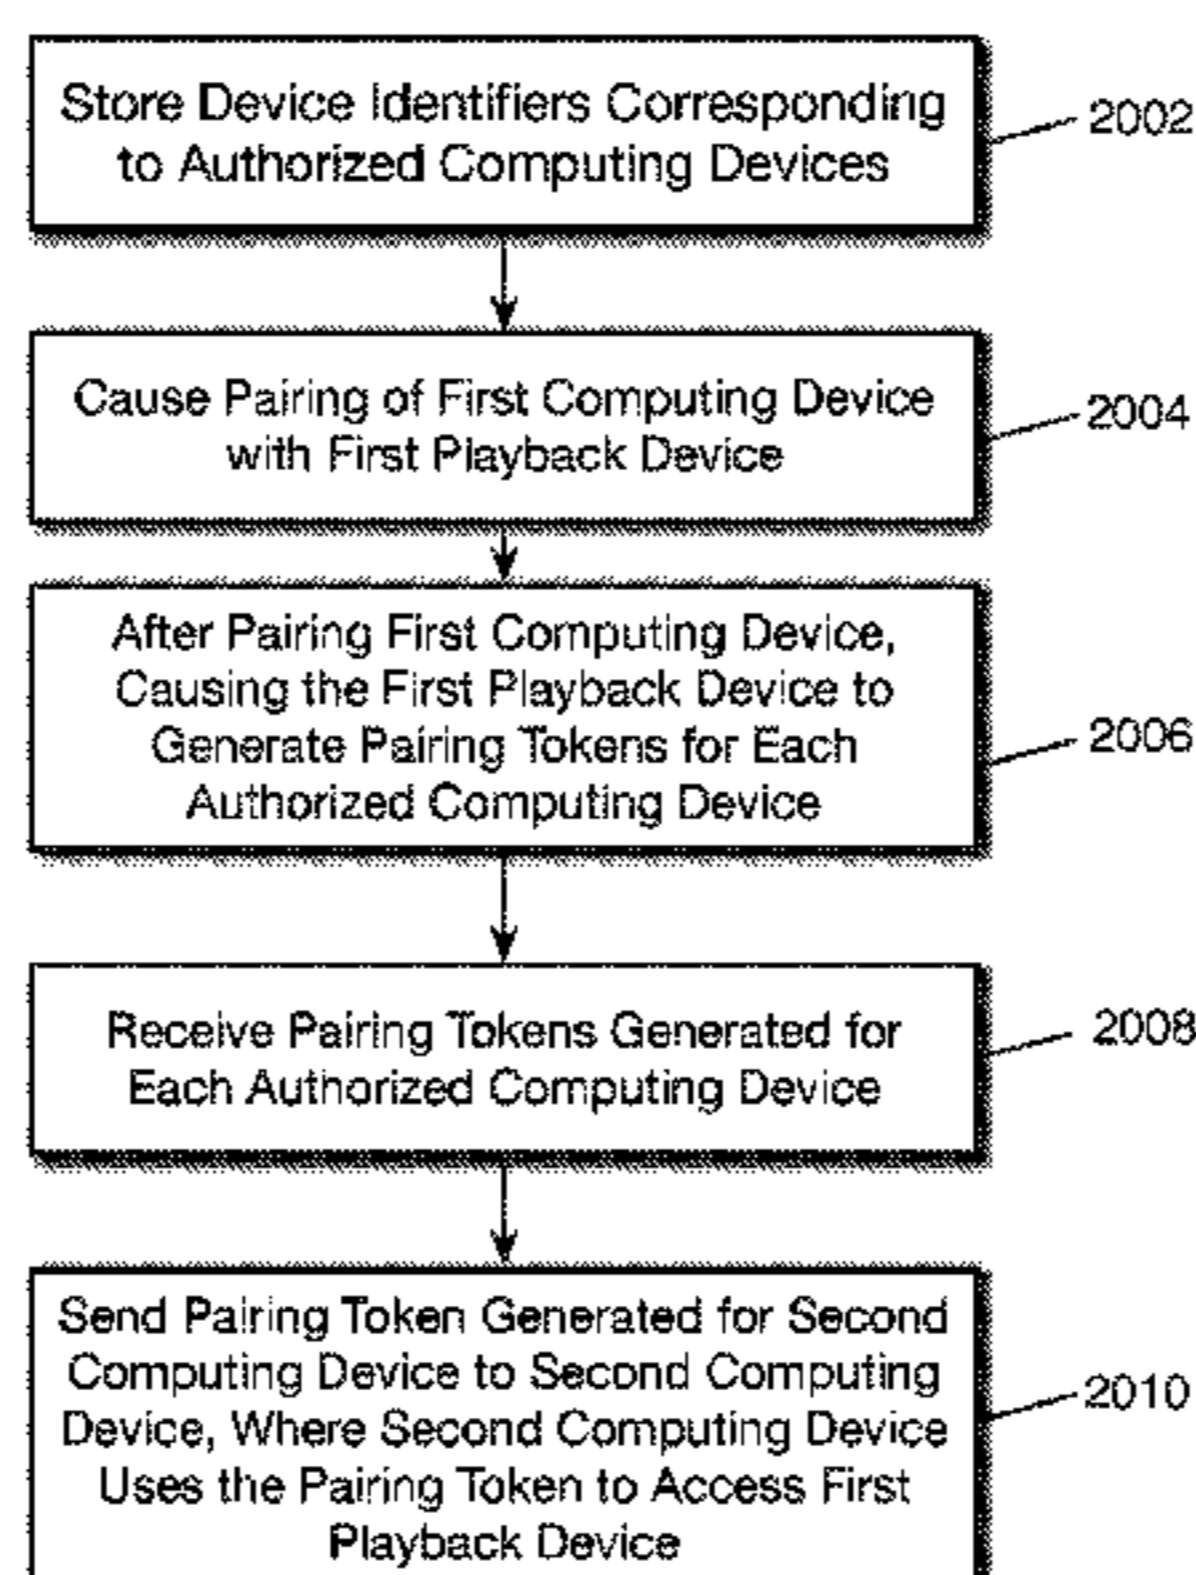 Store Device Identifiers Corresponding
to Authorized Computing Devices
2002
Cause Pairing of First Computing Device
with First Playback Device
2004
After Pairing First Computing Device,
Causing the First Playback Device to
Generate Pairing Tokens for Each
Authorized Computing Device
2006
Receive Pairing Tokens Generated for
Each Authorized Computing Device
2008
Send Pairing Token Generated for Second
Computing Device to Second Computing
Device, Where Second Computing Device
Uses the Pairing Token to Access First
Playback Device
2010